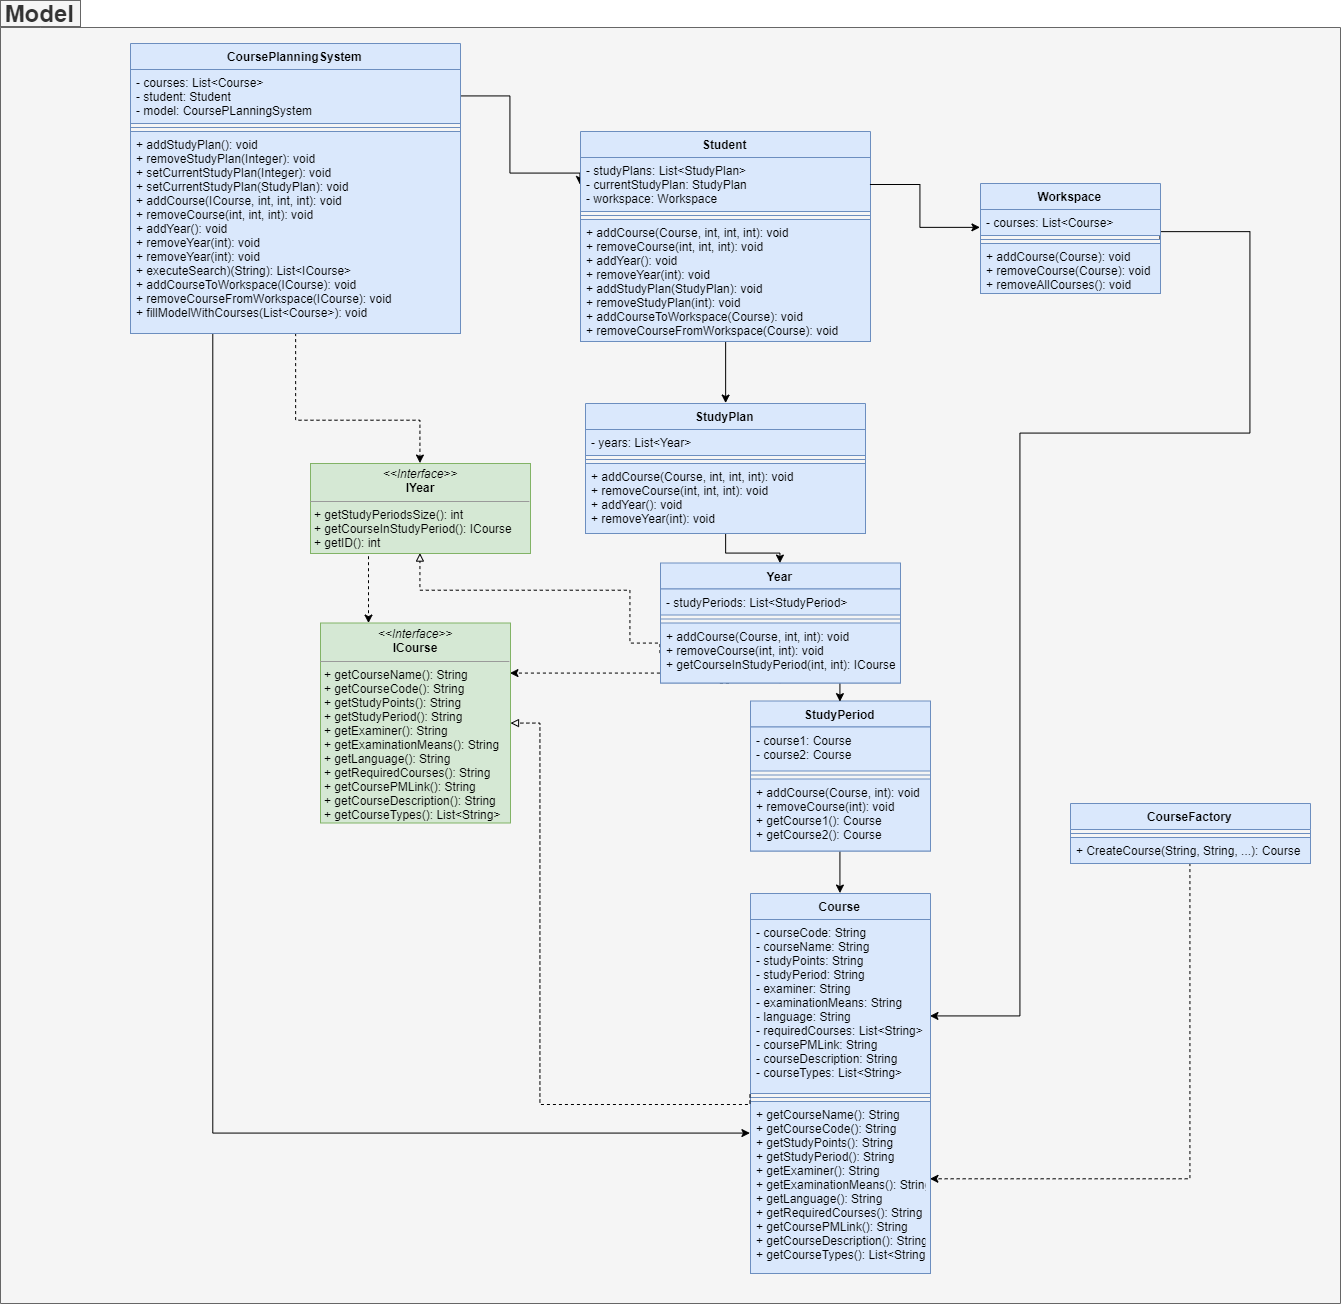 Model
CoursePlanningSystem
- courses: List<Course>
- student: Student
- model: CoursePLanningSystem
+ addStudyPlan(): void
+ removeStudyPlan(Integer): void
+ setCurrentStudyPlan(Integer): void
+ setCurrentStudyPlan(StudyPlan): void
+ addCourse(ICourse, int, int, int): void
+ removeCourse(int, int, int): void
+ addYear(): void
+ removeYear(int): void
+ removeYear(int): void
+ executeSearch)(String): List<ICourse>
+ addCourseToWorkspace(ICourse): void
+ removeCourseFromWorkspace(ICourse): void
+ fillModelWithCourses(List<Course>): void
Student
- studyPlans: List<StudyPlan>
- currentStudyPlan: StudyPlan
- workspace: Workspace
+ addCourse(Course, int, int, int): void
+ removeCourse(int, int, int): void
+ addYear(): void
+ removeYear(int): void
+ addStudyPlan(StudyPlan): void
+ removeStudyPlan(int): void
+ addCourseToWorkspace(Course): void
+ removeCourseFromWorkspace(Course): void
Workspace
- courses: List<Course>
+ addCourse(Course): void
+ removeCourse(Course): void
+ removeAllCourses(): void
StudyPlan
- years: List<Year>
+ addCourse(Course, int, int, int): void
+ removeCourse(int, int, int): void
+ addYear(): void
+ removeYear(int): void
<<Interface>>
IYear
+ getStudyPeriodsSize(): int
+ getCourseInStudyPeriod(): ICourse
+ getID(): int
Year
- studyPeriods: List<StudyPeriod>
+ addCourse(Course, int, int): void
+ removeCourse(int, int): void
+ getCourseInStudyPeriod(int, int): ICourse
<<Interface>>
ICourse
+ getCourseName(): String
+ getCourseCode(): String
+ getStudyPoints(): String
+ getStudyPeriod(): String
+ getExaminer(): String
+ getExaminationMeans(): String
+ getLanguage(): String
+ getRequiredCourses(): String
+ getCoursePMLink(): String
+ getCourseDescription(): String
+ getCourseTypes(): List<String>
StudyPeriod
- course1: Course
- course2: Course
+ addCourse(Course, int): void
+ removeCourse(int): void
+ getCourse1(): Course
+ getCourse2(): Course
CourseFactory
+ CreateCourse(String, String, ...): Course
Course
- courseCode: String
- courseName: String
- studyPoints: String
- studyPeriod: String
- examiner: String
- examinationMeans: String
- language: String
- requiredCourses: List<String>
- coursePMLink: String
- courseDescription: String
- courseTypes: List<String>
+ getCourseName(): String
+ getCourseCode(): String
+ getStudyPoints(): String
+ getStudyPeriod(): String
+ getExaminer(): String
+ getExaminationMeans(): Strin
+ getLanguage(): String
+ getRequiredCourses(): String
+ getCoursePMLink(): String
+ getCourseDescription(): String
+ getCourseTypes(): List<String